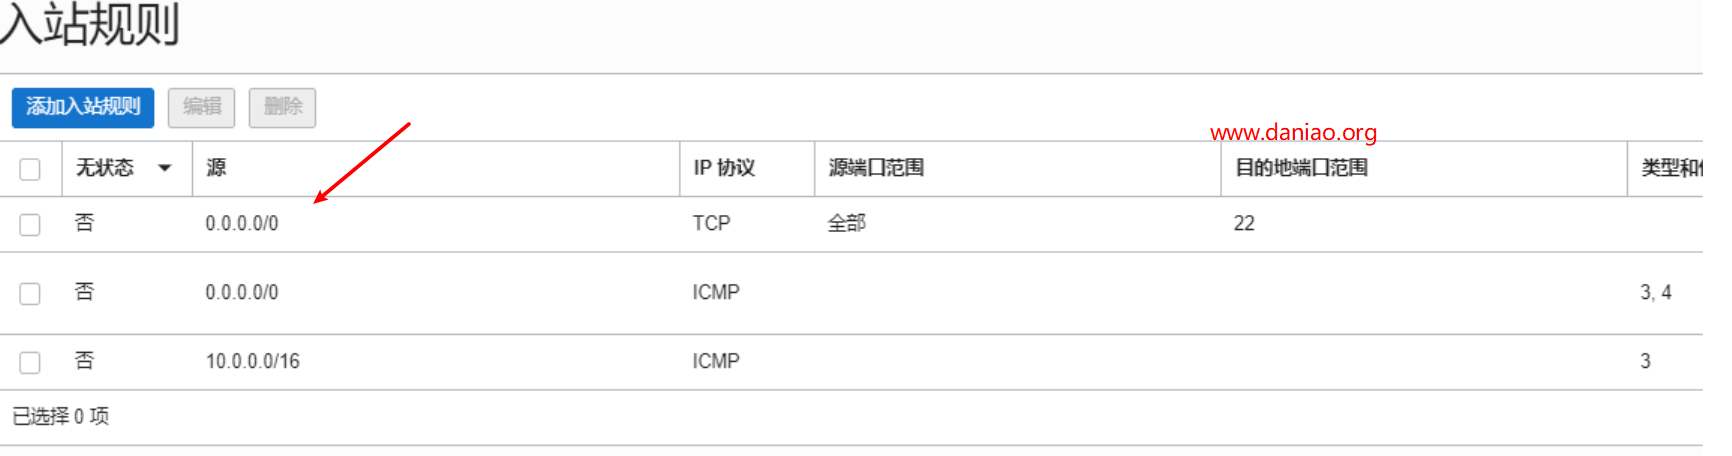 入站规则
添加入站规则 编辑 删除
www.daniao.org
无状态 源 IP 协议 源端口范围 目的地端口范围 类型和
否 0.0.0.0/0 TCP 全部 22
否 0.0.0.0/0 ICMP 3, 4
否 10.0.0.0/16 ICMP 3
已选择 0 项